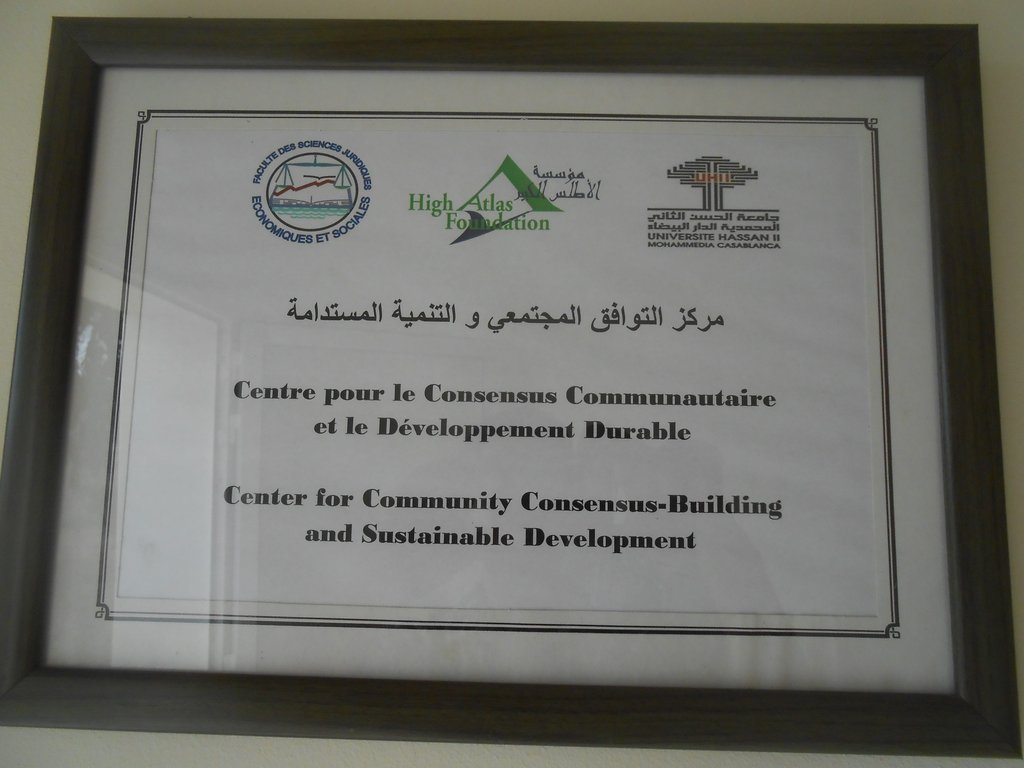 FACULTE DES SCIENCES JURIDIQUES
ECONOMIQUES ET SOCIALES
مؤسسة
الأطلس الكبير
High Atlas
Foundation
UHII
جامعة الحسن الثاني
المحمدية الدار البيضاء
UNIVERSITE HASSAN II
MOHAMMEDIA CASABLANCA
مركز التوافق المجتمعي و التنمية المستدامة
Centre pour le Consensus Communautaire
et le Développement Durable
Center for Community Consensus-Building
and Sustainable Development